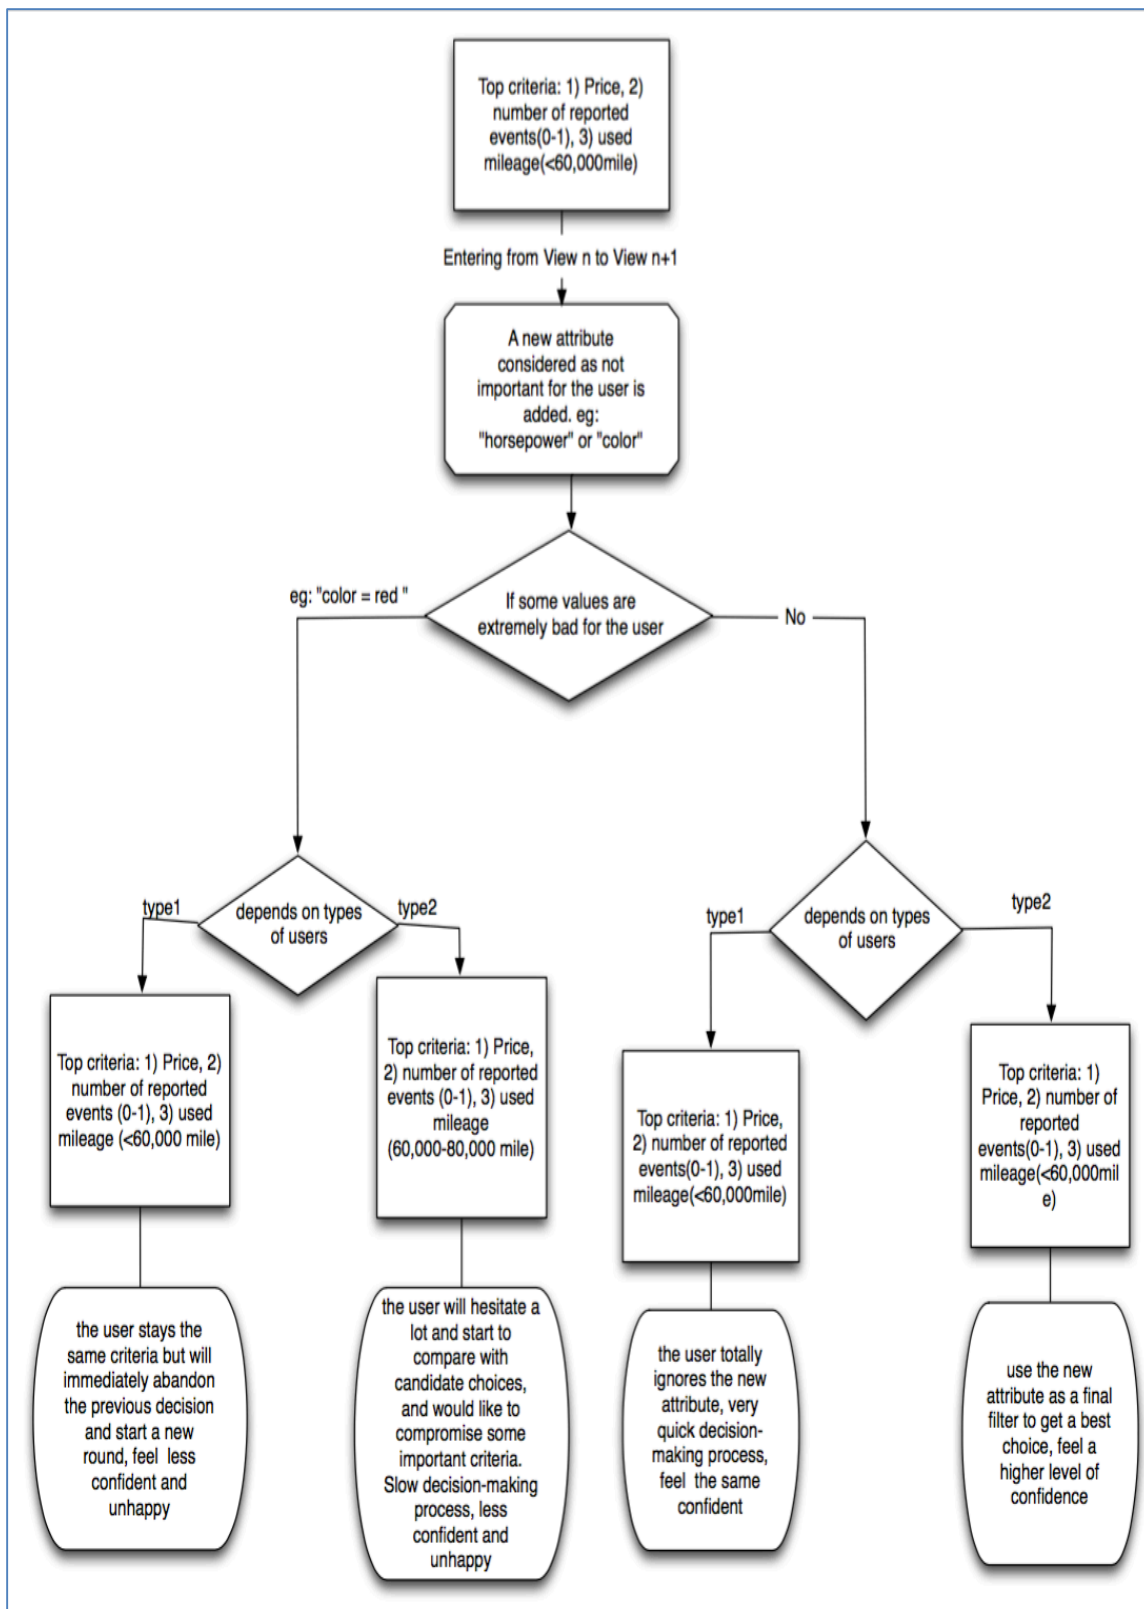 Top criteria: 1) Price, 2)
number of reported
events(0-1), 3) used
mileage(<60,000mile)
Entering from View n to View n+1
A new attribute
considered as not
important for the user is
added. eg:
"horsepower" or "color"
eg: "color = red "
If some values are
extremely bad for the user
No
type1
depends on types
of users
type2
type1
depends on types
of users
type2
Top criteria: 1) Price, 2)
number of reported
events (0-1), 3) used
mileage (<60,000 mile)
Top criteria: 1) Price,
2) number of reported
events (0-1), 3) used
mileage
(60,000-80,000 mile)
Top criteria: 1) Price,
2) number of reported
events(0-1), 3) used
mileage(<60,000mile)
Top criteria: 1)
Price, 2) number of
reported
events(0-1), 3) used
mileage(<60,000mil
e)
the user stays the
same criteria but will
immediately abandon
the previous decision
and start a new
round, feel  less
confident and
unhappy
the user will hesitate a
lot and start to
compare with
candidate choices,
and would like to
compromise some
important criteria.
Slow decision-making
process, less
confident and
unhappy
the user totally
ignores the new
attribute, very
quick decision-
making process,
feel  the same
confident
use the new
attribute as a final
filter to get a best
choice, feel a
higher level of
confidence